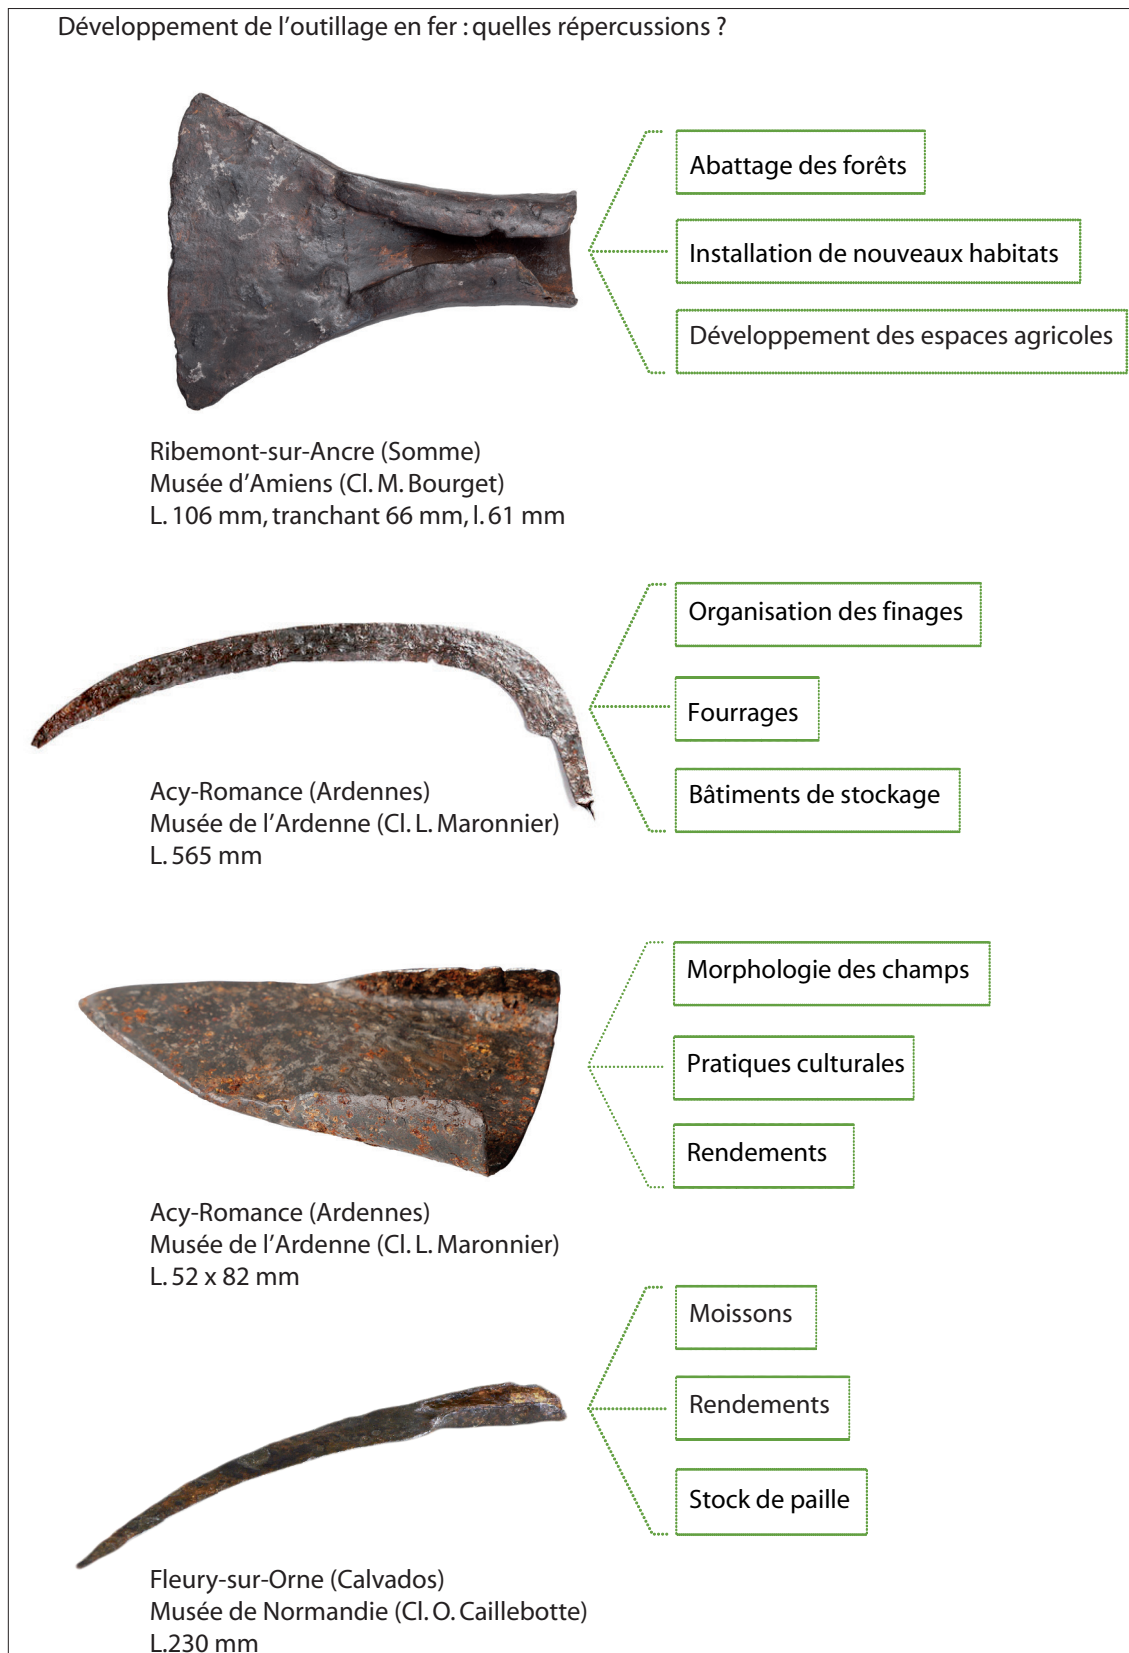 Développement de l'outillage en fer : quelles répercussions ?
Abattage des forêts
Installation de nouveaux habitats
Développement des espaces agricoles
Ribemont-sur-Ancre (Somme)
Musée d'Amiens (Cl. M. Bourget)
L. 106 mm, tranchant 66 mm, l. 61 mm
Organisation des finages
Fourrages
Bâtiments de stockage
Acy-Romance (Ardennes)
Musée de l'Ardenne (Cl. L. Maronnier)
L. 565 mm
Morphologie des champs
Pratiques culturales
Rendements
Acy-Romance (Ardennes)
Musée de l'Ardenne (Cl. L. Maronnier)
L. 52 x 82 mm
Moissons
Rendements
Stock de paille
Fleury-sur-Orne (Calvados)
Musée de Normandie (Cl. O. Caillebotte)
L.230 mm